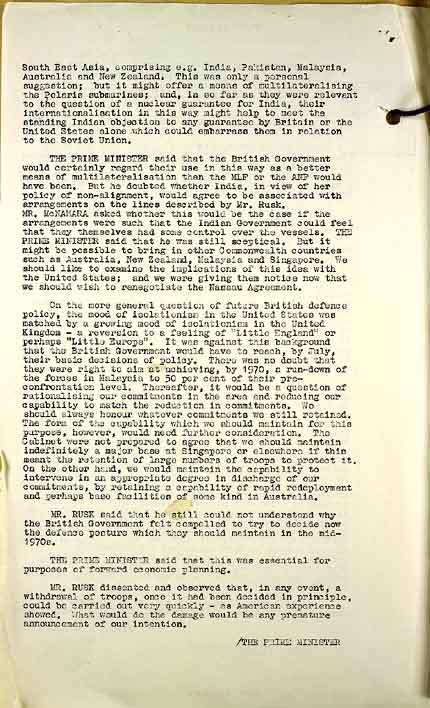 South East Asia, comprising e.g. India, Pakistan, Malaysia,
Australia and New Zealand. This was only a personal
suggestion; but it might offer a means of multilateralising
the Polaris submarines; and, in so far as they were relevant
to the question of a nuclear guarantee for India, their
internationalisation in this way might help to meet the
standing Indian objection to any guarantee by Britain or the
United States alone which could embarrass them in relation
to the Soviet Union.
THE PRIME MINISTER said that the British Government
would certainly regard their use in this way as a better
means of multilateralisation than the MLF or the ANF would
have been. But he doubted whether India, in view of her
policy of non-alignment, would agree to be associated with
arrangements on the lines described by Mr. Rusk.
MR. McNAMARA asked whether this would be the case if the
arrangements were such that the Indian Government could feel
that they themselves had some control over the vessels. THE
PRIME MINISTER said that he was still sceptical. But it
might be possible to bring in other Commonwealth countries
such as Australia, New Zealand, Malaysia and Singapore. We
should like to examine the implications of this idea with
the United States; and we were giving them notice now that
we should wish to renegotiate the Nassau Agreement.
On the more general question of future British defence
policy, the mood of isolationism in the United States was
matched by a growing mood of isolationism in the United
Kingdom - a reversion to a feeling of "Little England" or
perhaps "Little Europe". It was against this background
that the British Government would have to reach, by July,
their basic decisions of policy. There was no doubt that
they were right to aim at achieving, by 1970, a run-down of
the forces in Malaysia to 50 per cent of their pre-
confrontation level. Thereafter, it would be a question of
rationalising our commitments in the area and reducing our
capability to match the reduction in commitments. We
should always honour whatever commitments we still retained.
The form of the capability which we should maintain for this
purpose, however, would need further consideration. The
Cabinet were not prepared to agree that we should maintain
indefinitely a major base at Singapore or elsewhere if this
meant the retention of large numbers of troops to protect it.
On the other hand, we would maintain the capability to
intervene in an appropriate degree in discharge of our
commitments, by retaining a capability of rapid redeployment
and perhaps base facilities of some kind in Australia.
MR. RUSK said that he still could not understand why
the British Government felt compelled to try to decide now
the defence posture which they should maintain in the mid-
1970s.
THE PRIME MINISTER said that this was essential for
purposes of forward economic planning.
MR. RUSK dissented and observed that, in any event, a
withdrawal of troops, once it had been decided in principle,
could be carried out very quickly - as American experience
showed. What would do the damage would be any premature
announcement of our intention.
/THE PRIME MINISTER